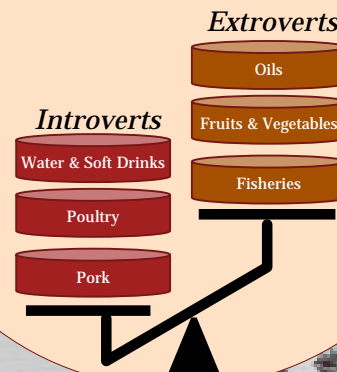 Extroverts
Oils
Fruits & Vegetables
Fisheries
Introverts
Water & Soft Drinks
Poultry
Pork